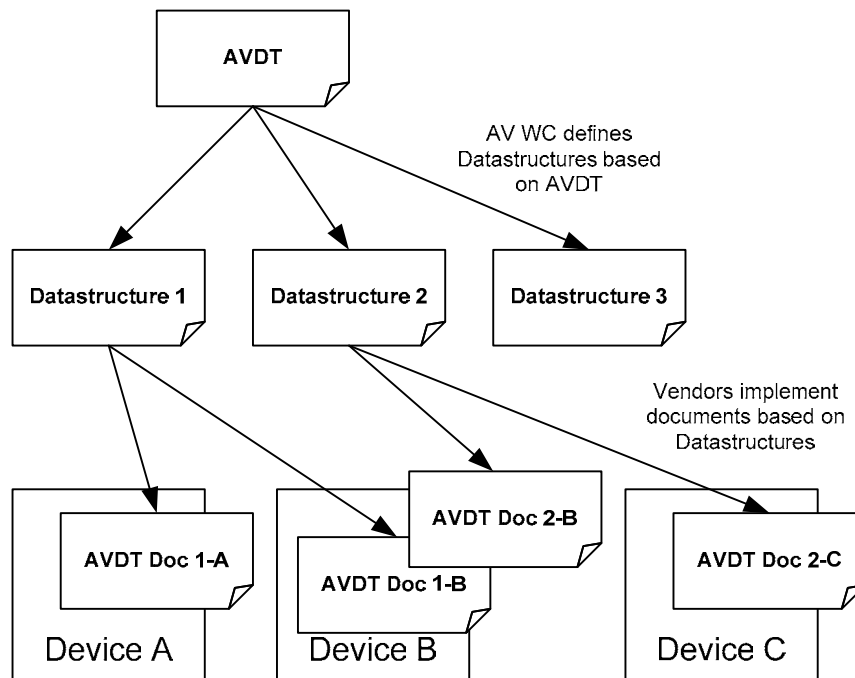 AVDT
AV WC defines
Datastructures based
on AVDT
Datastructure 1
Datastructure 2
Datastructure 3
Vendors implement
documents based on
Datastructures
AVDT Doc 1-A
AVDT Doc 2-B
AVDT Doc 1-B
AVDT Doc 2-C
Device A
Device B
Device C